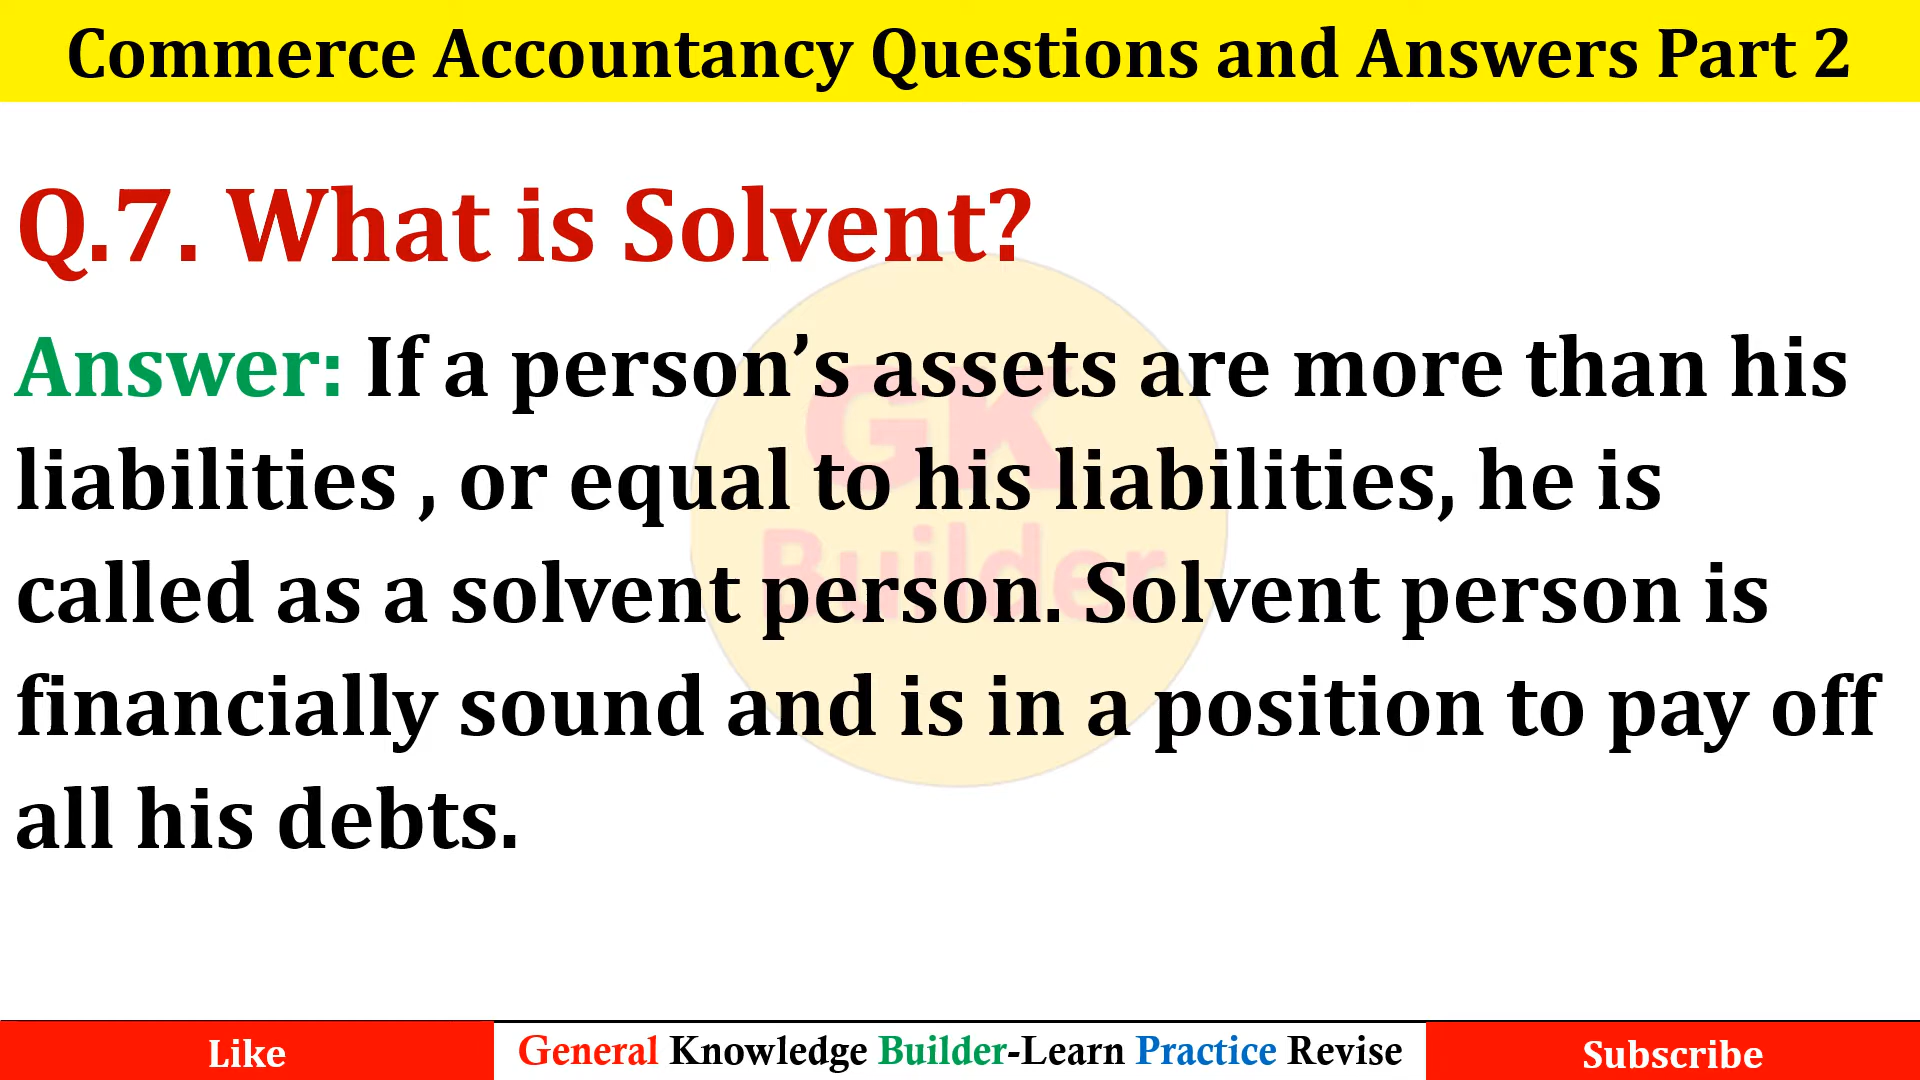 Commerce Accountancy Questions and Answers Part 2
Q.7. What is Solvent?
Answer: If a person’s assets are more than his
liabilities , or equal to his liabilities, he is
called as a solvent person. Solvent person is
financially sound and is in a position to pay off
all his debts.
GK
Builder
Like
General Knowledge Builder-Learn Practice Revise
Subscribe